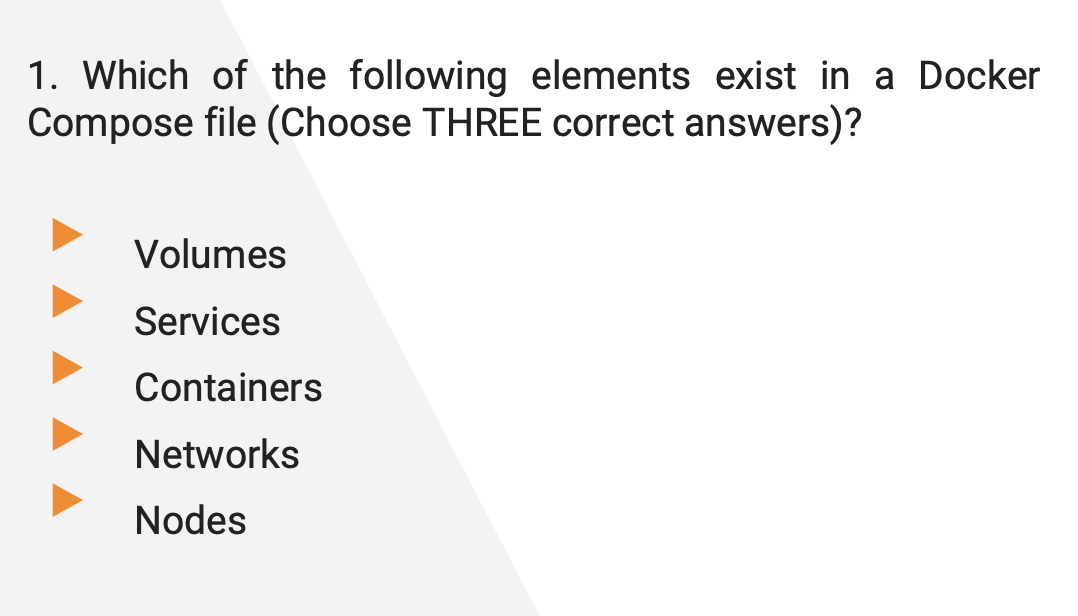 1. Which of the following elements exist in a Docker
Compose file (Choose THREE correct answers)?
Volumes
Services
Containers
Networks
Nodes